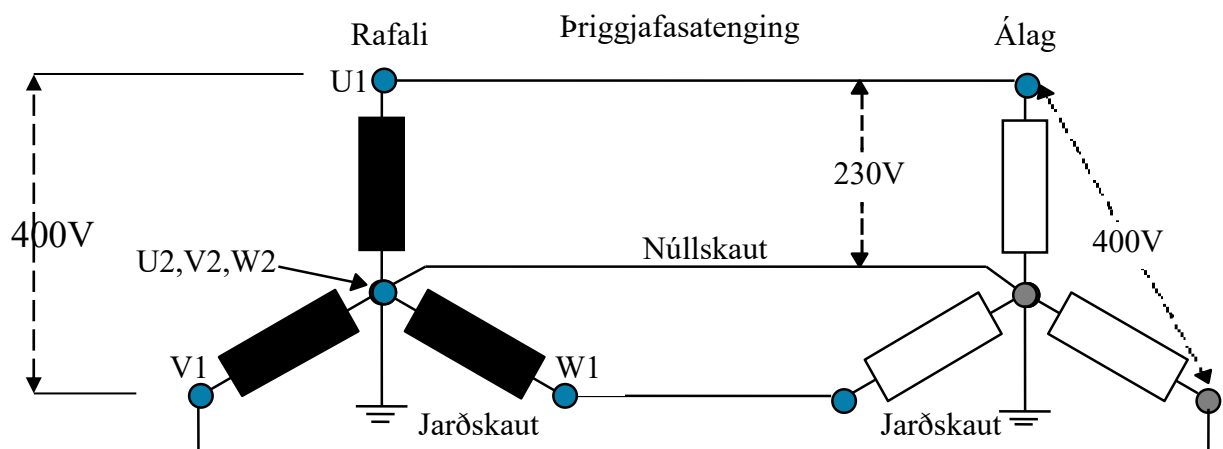 Rafali
Þriggjafasatenging
Álag
U1
230V
400V
400V
Núllskaut
U2,V2,W2
V1
W1
Jarðskaut
Jarðskaut